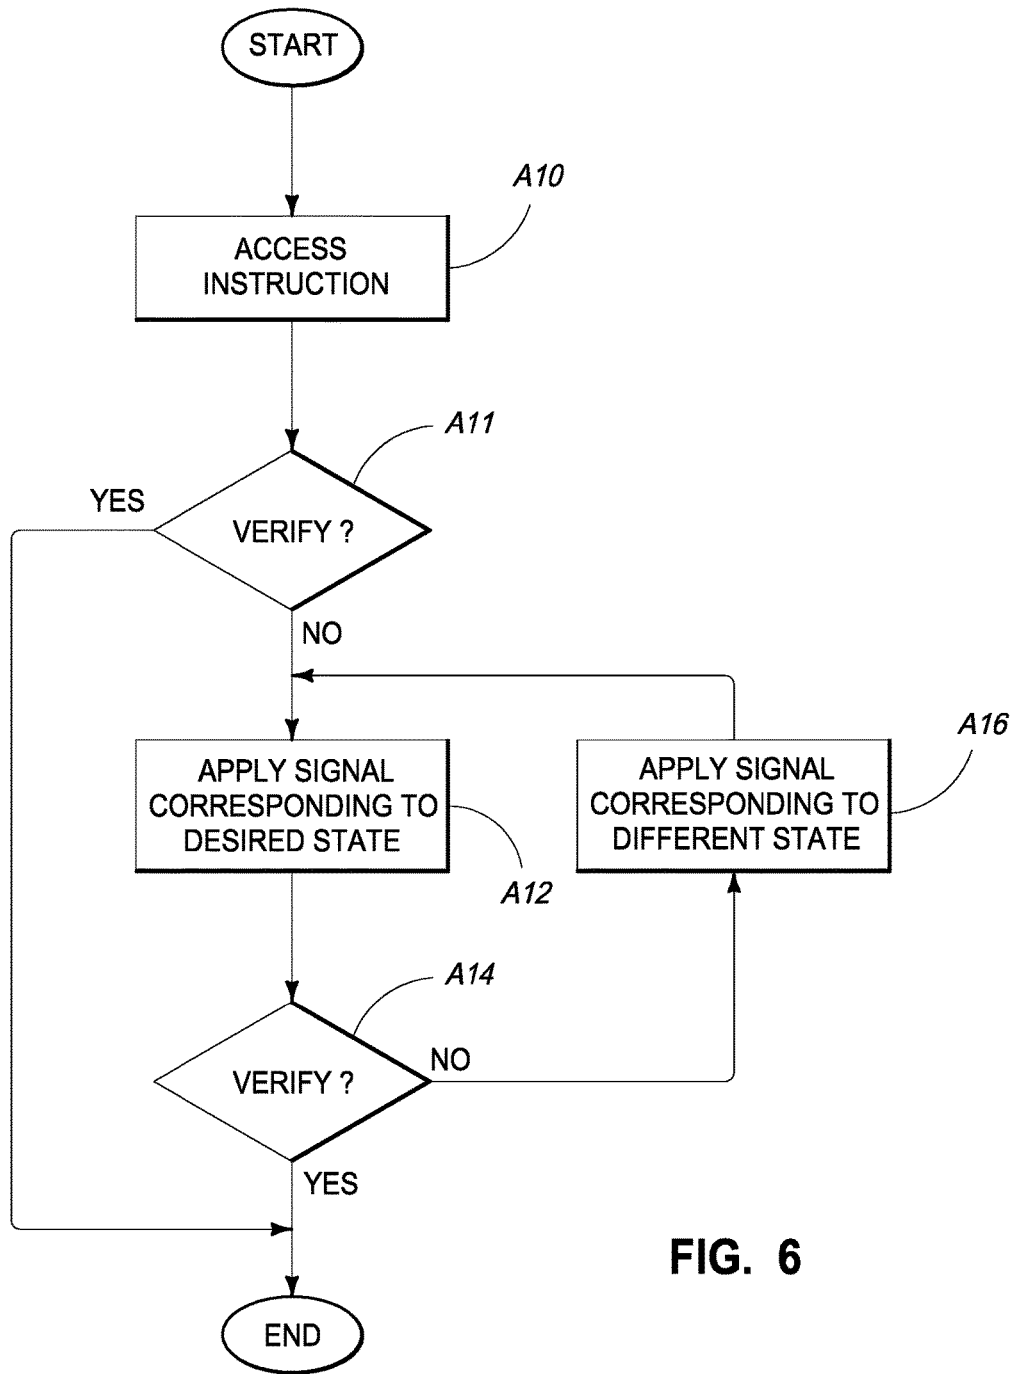 START
A10
ACCESS
INSTRUCTION
A11
YES
VERIFY ?
NO
A16
APPLY SIGNAL
CORRESPONDING TO
DESIRED STATE
APPLY SIGNAL
CORRESPONDING TO
DIFFERENT STATE
A12
A14
NO
VERIFY ?
YES
FIG. 6
END